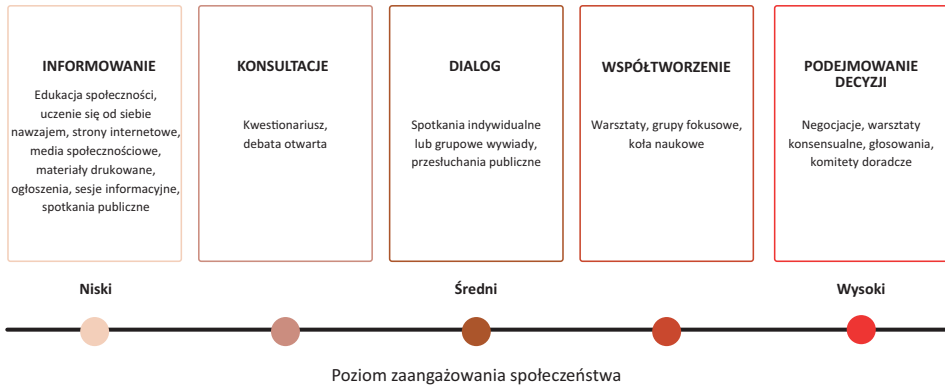 INFORMOWANIE
Edukacja społeczności,
uczenie się od siebie
nawzajem, strony internetowe,
media społecznościowe,
materiały drukowane,
ogłoszenia, sesje informacyjne,
spotkania publiczne
KONSULTACJE
Kwestionariusz,
debata otwarta
DIALOG
Spotkania indywidualne
lub grupowe wywiady,
przesłuchania publiczne
WSPÓŁTWORZENIE
Warsztaty, grupy fokusowe,
koła naukowe
PODEJMOWANIE
DECYZJI
Negocjacje, warsztaty
konsensualne, głosowania,
komitety doradcze
Niski
Średni
Wysoki
Poziom zaangażowania społeczeństwa